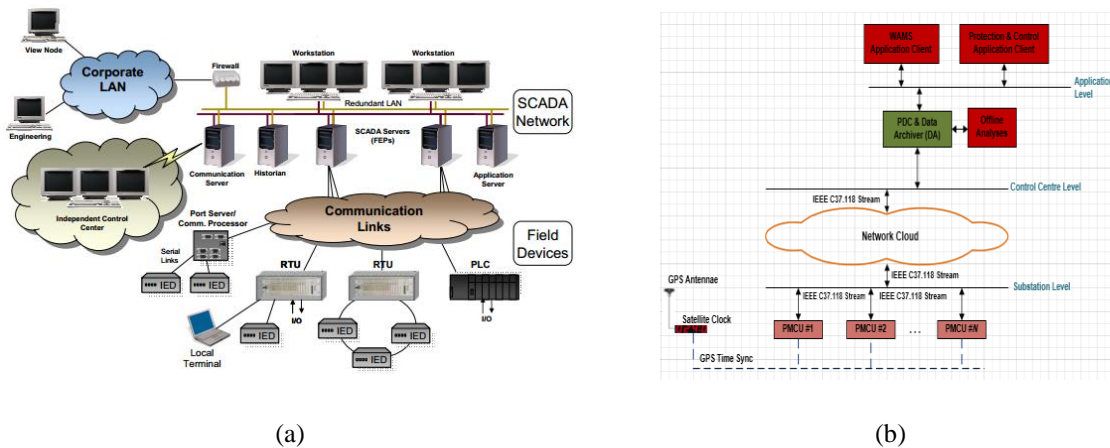 View Node
Corporate
LAN
Engineering
Firewall
Workstation
Workstation
Redundant LAN
SCADA
Network
SCADA Servers
(FEPs)
Communication
Server
Historian
Application
Server
Independent Control
Center
Port Server/
Comm. Processor
Communication
Links
Field
Devices
Serial
Links
IED
IED
RTU
RTU
PLC
I/O
I/O
IED
IED
IED
IED
Local
Terminal
(a)
WAMS
Application Client
Protection & Control
Application Client
Application
Level
PDC & Data
Archiver (DA)
Offline
Analyses
Control Centre Level
IEEE C37.118 Stream
Network Cloud
IEEE C37.118 Stream
GPS Antennae
Substation Level
IEEE C37.118 Stream
IEEE C37.118 Stream
Satellite Clock
PMCU #1
PMCU #2
...
PMCU #N
GPS Time Sync
(b)